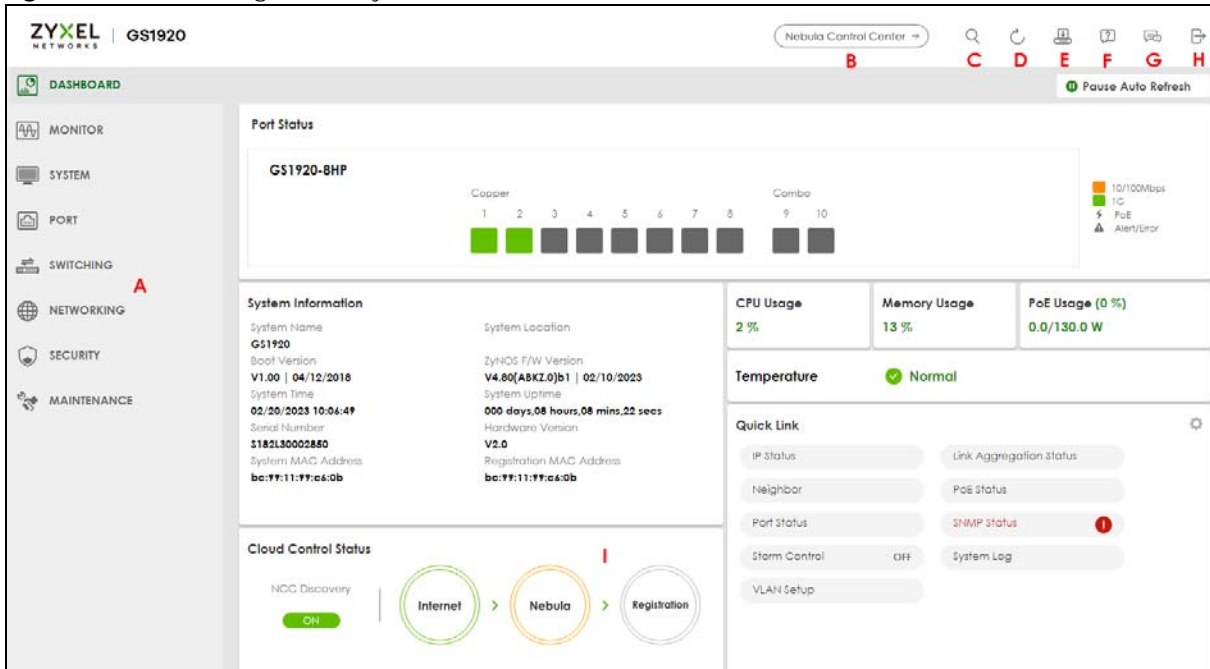 ZYXEL NETWORKS | GS1920
Nebula Control Center
B C D E F G H
DASHBOARD
Pause Auto Refresh
MONITOR
SYSTEM
PORT
SWITCHING
A
NETWORKING
SECURITY
MAINTENANCE
Port Status
GS1920-8HP
Copper Combo
1 2 3 4 5 6 7 8 9 10
10/100Mbps
1G
PoE
Alert/Error
System Information
System Name System Location
GS1920
Boot Version ZyNOS F/W Version
V1.00 | 04/12/2018 V4.80(ABKZ.0)b1 | 02/10/2023
System Time System Uptime
02/20/2023 10:06:49 000 days,08 hours,08 mins,22 secs
Serial Number Hardware Version
S182L30002850 V2.0
System MAC Address Registration MAC Address
bc:99:11:99:c6:0b bc:99:11:99:c6:0b
CPU Usage
2 %
Memory Usage
13 %
PoE Usage (0 %)
0.0/130.0 W
Temperature Normal
Quick Link
IP Status Link Aggregation Status
Neighbor PoE Status
Port Status SNMP Status
Storm Control OFF System Log
VLAN Setup
Cloud Control Status
I
NCC Discovery
ON
Internet > Nebula > Registration